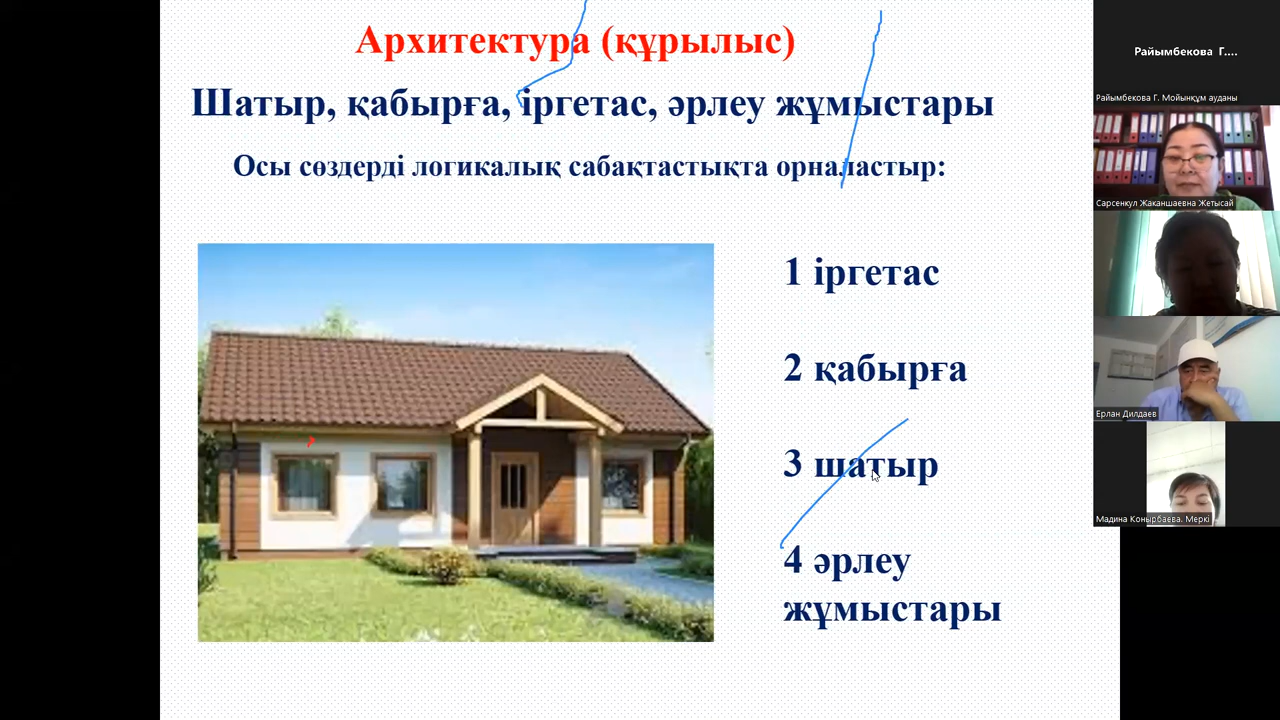 Архитектура (құрылыс)
Шатыр, қабырға, іргетас, әрлеу жұмыстары
Осы сөздерді логикалық сабақтастықта орналастыр:
1 іргетас
2 қабырға
3 шатыр
4 әрлеу
жұмыстары
Райымбекова Г....
Райымбекова Г. Мойынқұм ауданы
Сарсенкул Жаканшаевна Жетысай
Ерлан Дилдаев
Мадина Конырбаева. Меркі